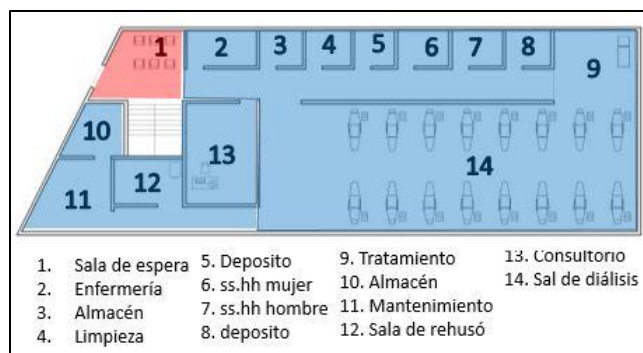 1
2
3
4
5
6
7
8
9
10
11
12
13
14
1. Sala de espera
2 Enfermería
3 Almacén
4 Limpieza
5. Deposito
6. ss.hh mujer
7. ss.hh hombre
8. deposito
9. Tratamiento
10. Almacén
11. Mantenimiento
12. Sala de rehusó
13. Consultorio
14. Sal de diálisis